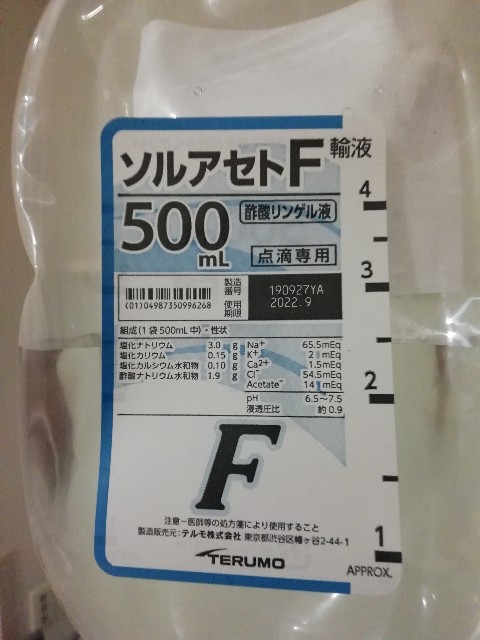 ソルアセトF 輸液
500mL
酢酸リンゲル液
点滴専用
製造番号 190927YA
使用期限 2022.9
(01)04987350996268
組成(1袋500mL中)・性状
塩化ナトリウム 3.0 g
塩化カリウム 0.15 g
塩化カルシウム水和物 0.10 g
酢酸ナトリウム水和物 1.9 g
Na⁺ 65.5mEq
K⁺ 2 mEq
Ca²⁺ 1.5mEq
Cl⁻ 54.5mEq
Acetate⁻ 14 mEq
pH 6.5~7.5
浸透圧比 約0.9
F
注意-医師等の処方箋により使用すること
製造販売元:テルモ株式会社 東京都渋谷区幡ヶ谷2-44-1
TERUMO
4
3
2
1
APPROX.